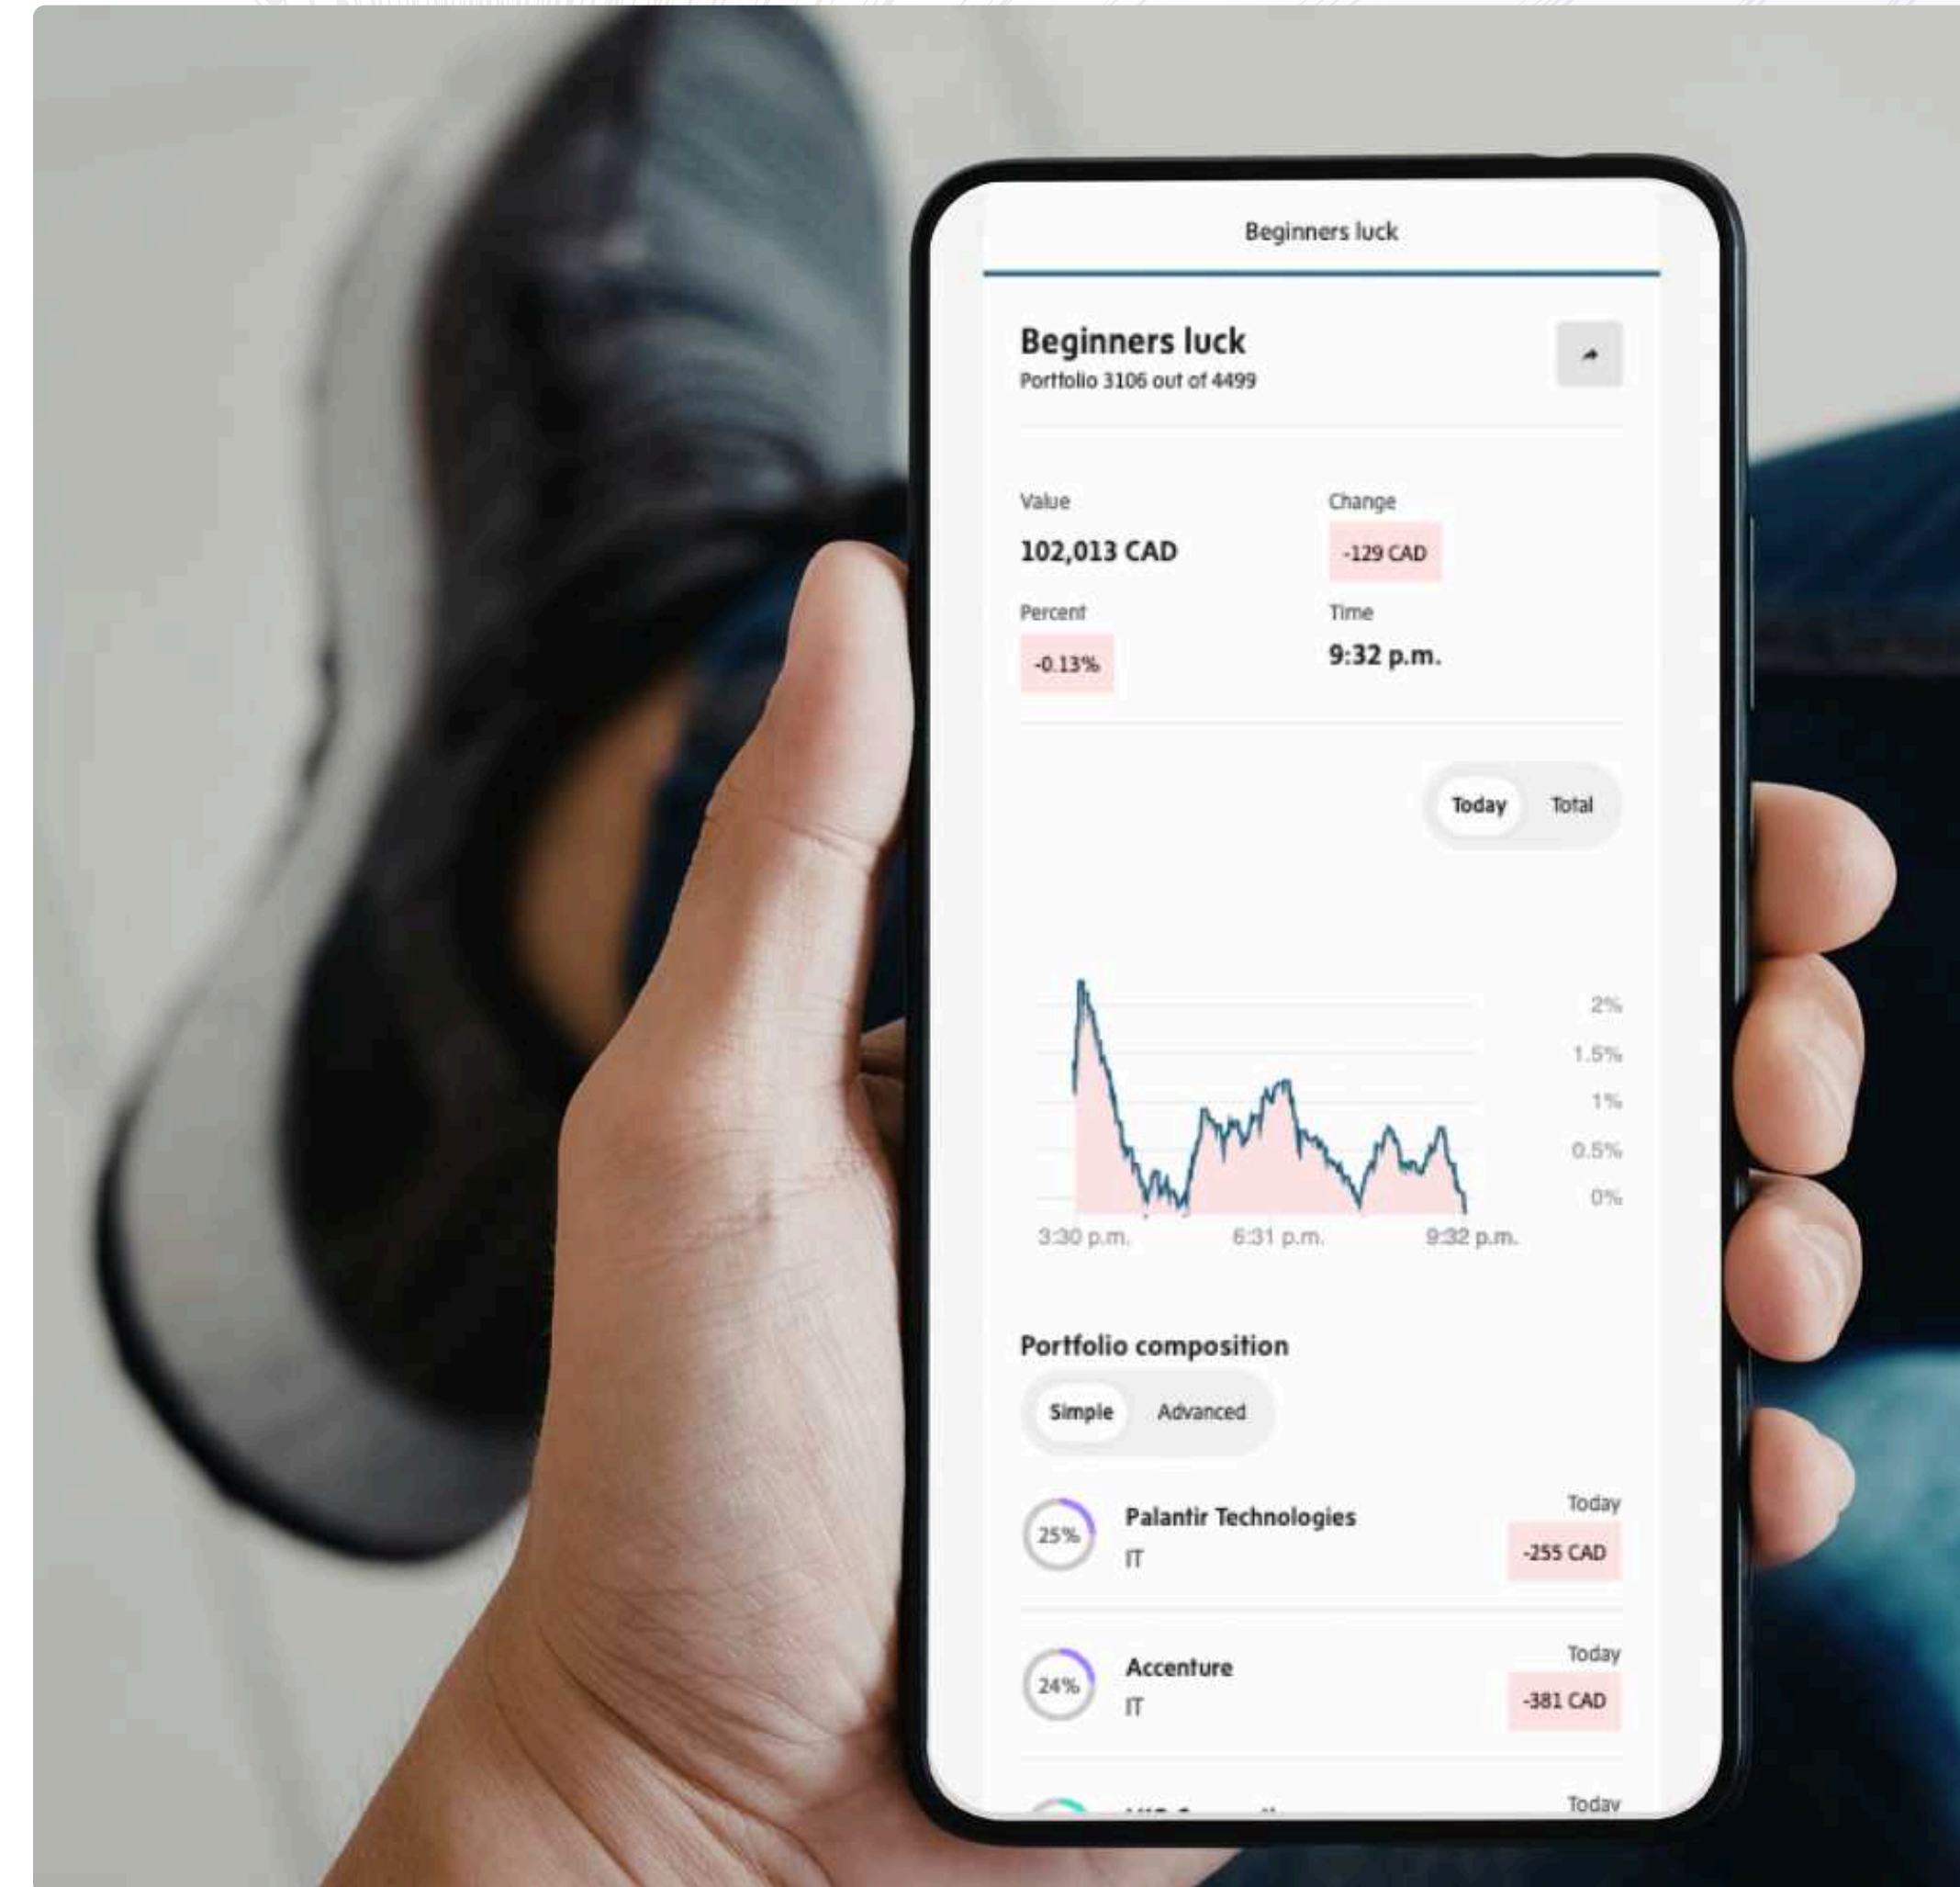 Beginners luck
Beginners luck
Portfolio 3106 out of 4499
Value
Change
102,013 CAD
-129 CAD
Percent
Time
-0.13%
9:32 p.m.
Today
Total
2%
1.5%
1%
0.5%
0%
3:30 p.m.
6:31 p.m.
9:32 p.m.
Portfolio composition
Simple
Advanced
25%
Palantir Technologies
IT
Today
-255 CAD
24%
Accenture
IT
Today
-381 CAD
Today